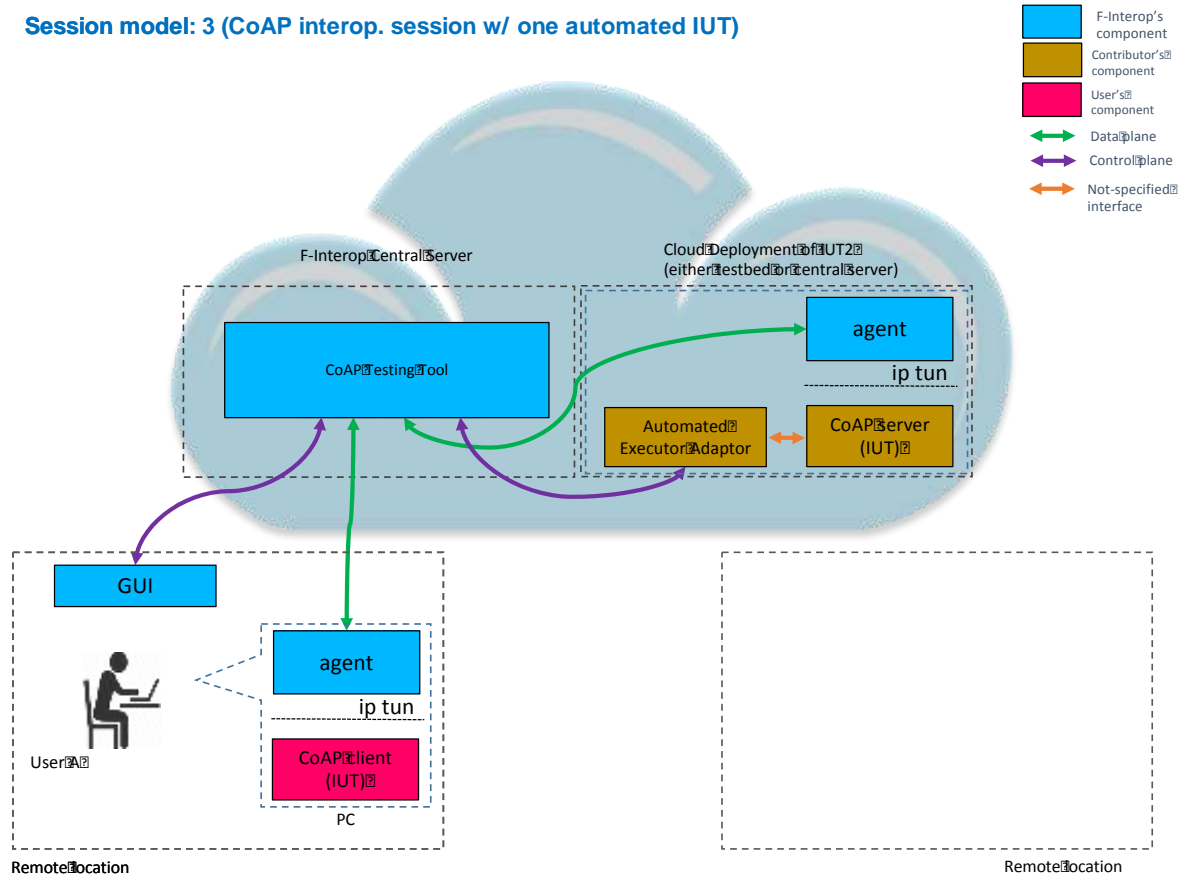 Session model: 3 (CoAP interop. session w/ one automated IUT)
F-Interop's
component
Contributor's
component
User's
component
Data plane
Control plane
Not-specified
interface
F-Interop Central Server
Cloud Deployment of IUT2
(either testbed or central server)
CoAP Testing Tool
agent
ip tun
Automated
Executor Adaptor
CoAP server
(IUT)
GUI
agent
ip tun
CoAP client
(IUT)
User A
PC
Remote location
Remote location